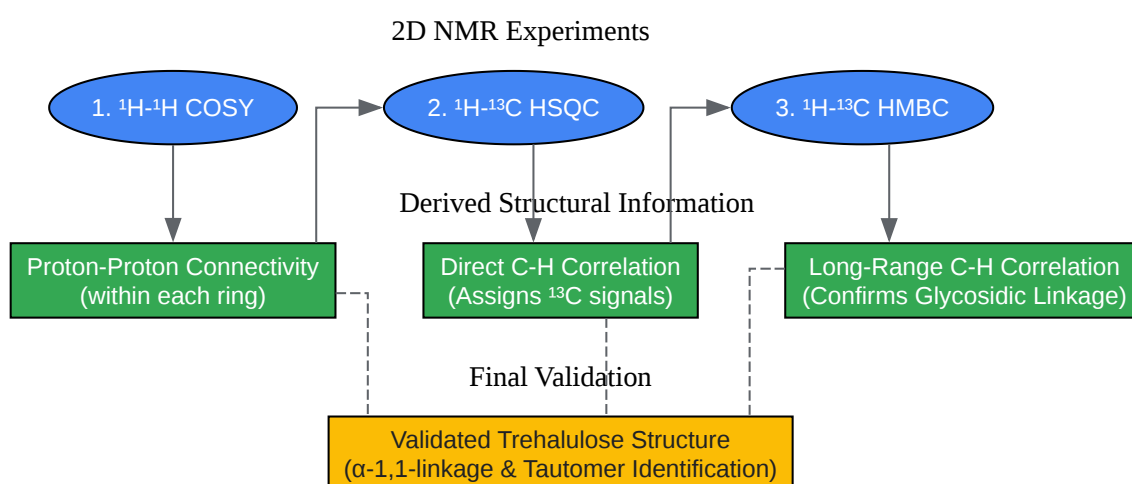 2D NMR Experiments
1. ¹H-¹H COSY
2. ¹H-¹³C HSQC
3. ¹H-¹³C HMBC
Derived Structural Information
Proton-Proton Connectivity
(within each ring)
Direct C-H Correlation
(Assigns ¹³C signals)
Long-Range C-H Correlation
(Confirms Glycosidic Linkage)
Final Validation
Validated Trehalulose Structure
(α-1,1-linkage & Tautomer Identification)